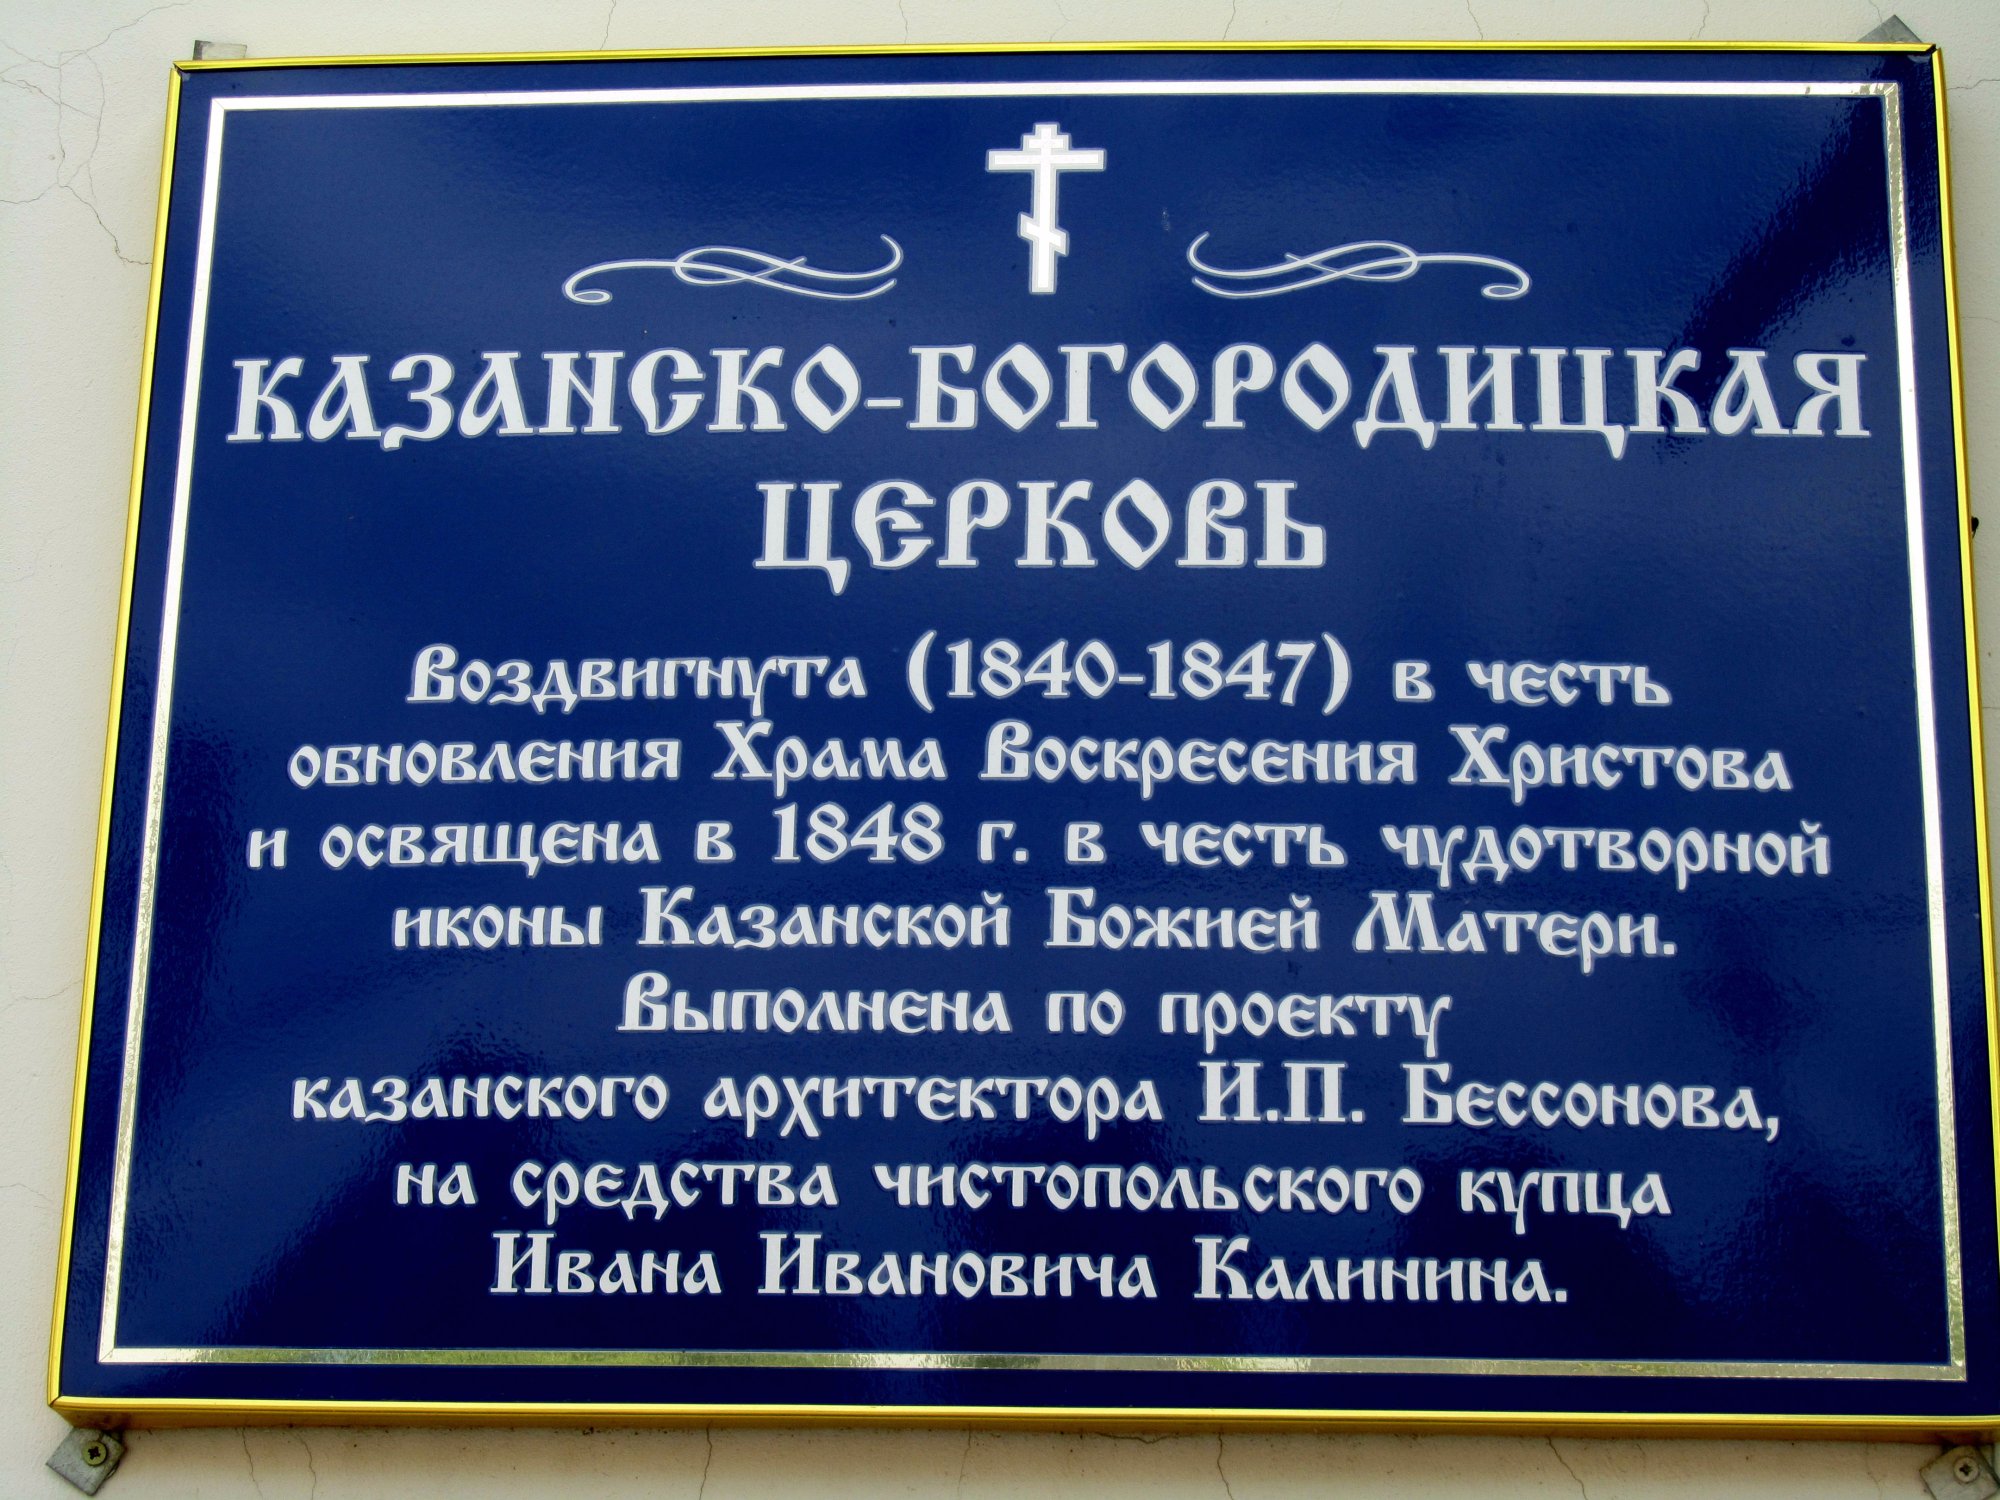 КАЗАНСКО-БОГОРОДИЦКАЯ
ЦЕРКОВЬ
Воздвигнута (1840-1847) в честь
обновления Храма Воскресения Христова
и освящена в 1848 г. в честь чудотворной
иконы Казанской Божией Матери.
Выполнена по проекту
казанского архитектора И.П. Бессонова,
на средства чистопольского купца
Ивана Ивановича Калинина.